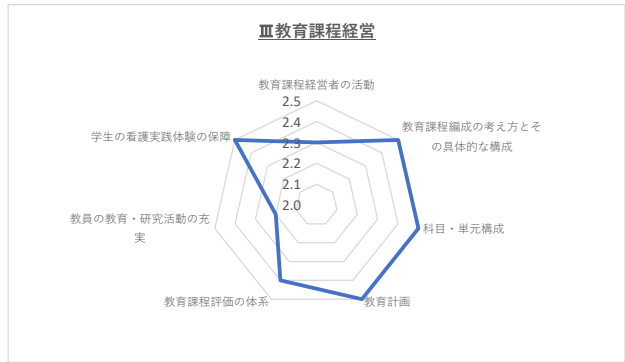 Ⅲ教育課程経営
教育課程経営者の活動
2.5
2.4
2.3
2.2
2.1
2.0
教育課程編成の考え方とそ
の具体的な構成
科目・単元構成
教育計画
教育課程評価の体系
教員の教育・研究活動の充
実
学生の看護実践体験の保障